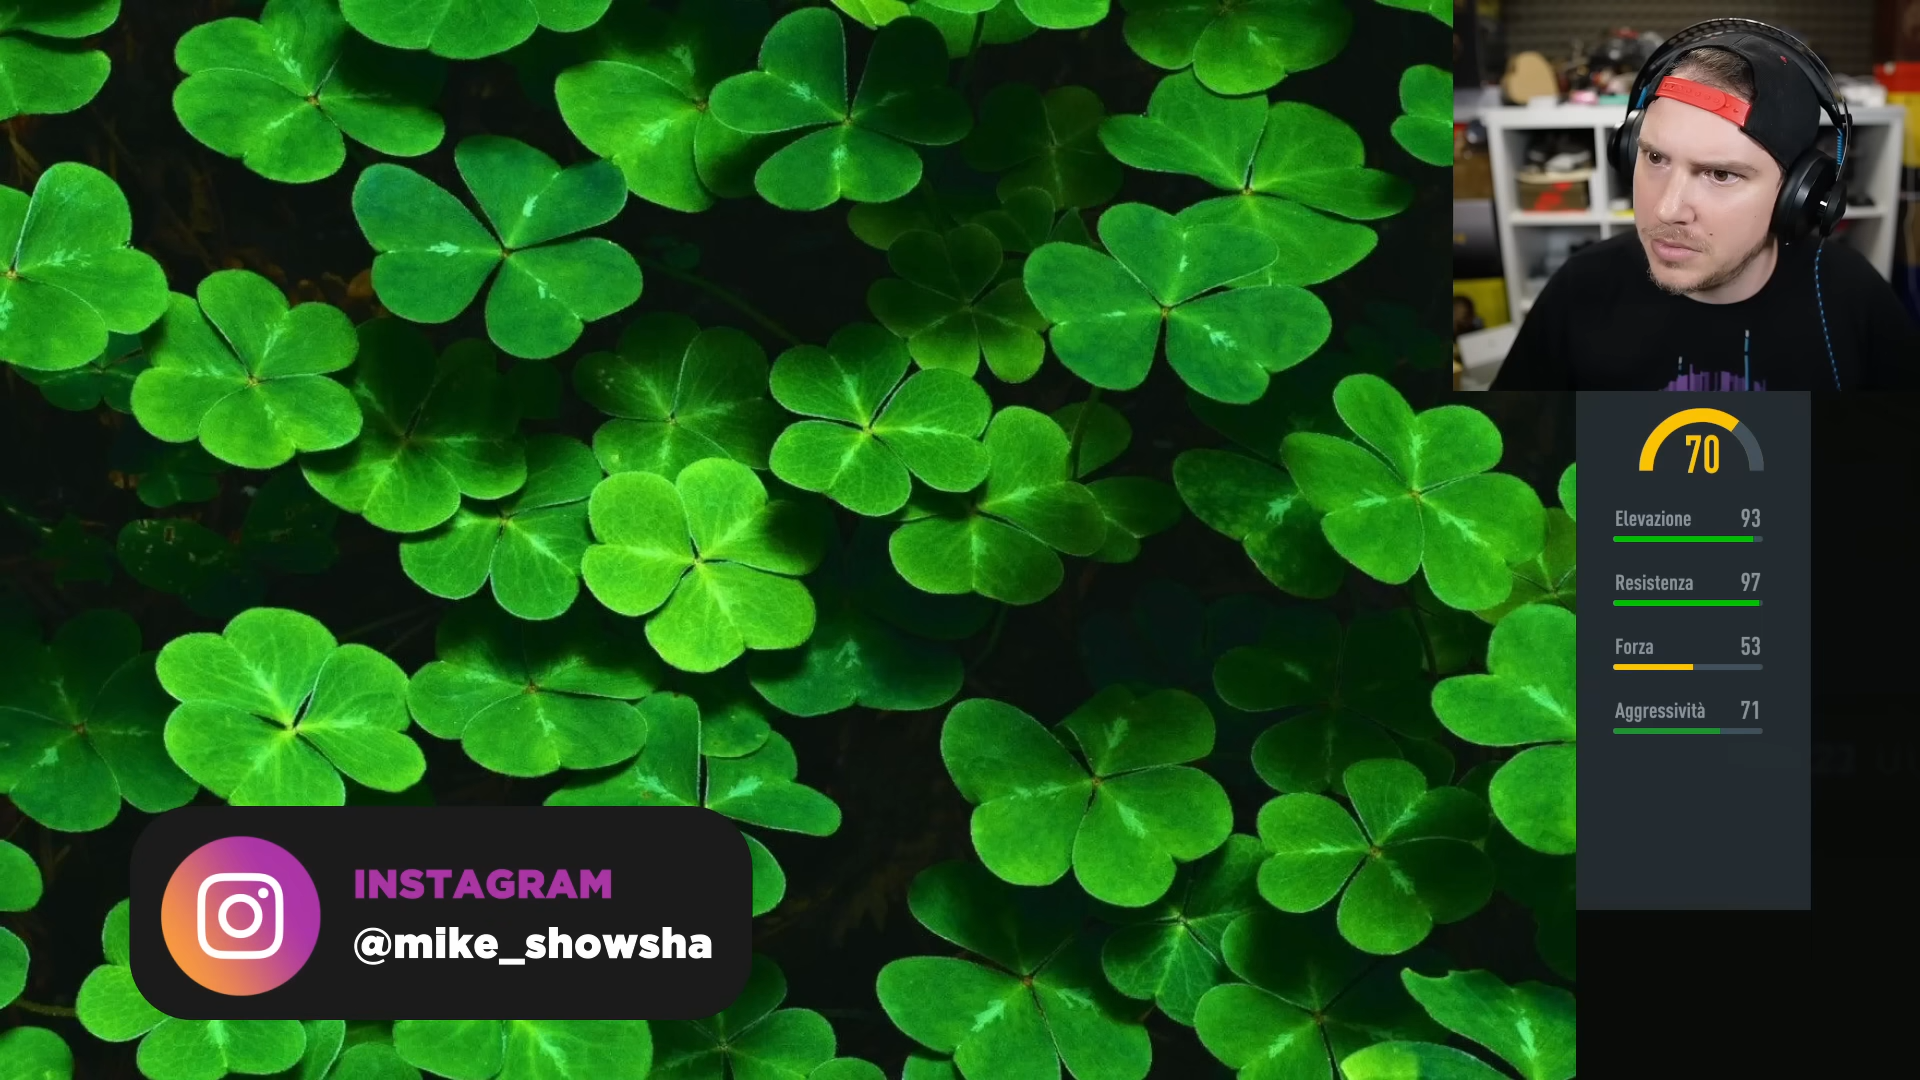 70
Elevazione 93
Resistenza 97
Forza 53
Aggressività 71
INSTAGRAM
@mike_showsha